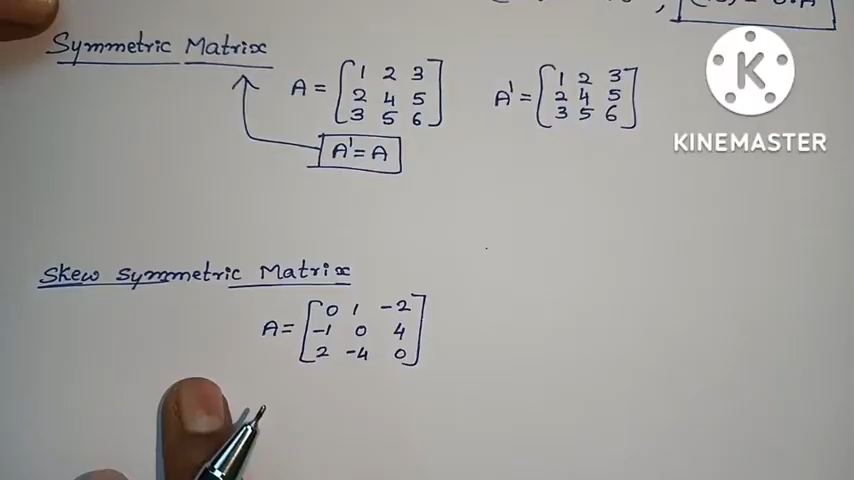 Symmetric Matrix
A = [1 2 3
2 4 5
3 5 6]
A' = [1 2 3
2 4 5
3 5 6]
A' = A
KINEMASTER
Skew symmetric Matrix
A = [0 1 -2
-1 0 4
2 -4 0]